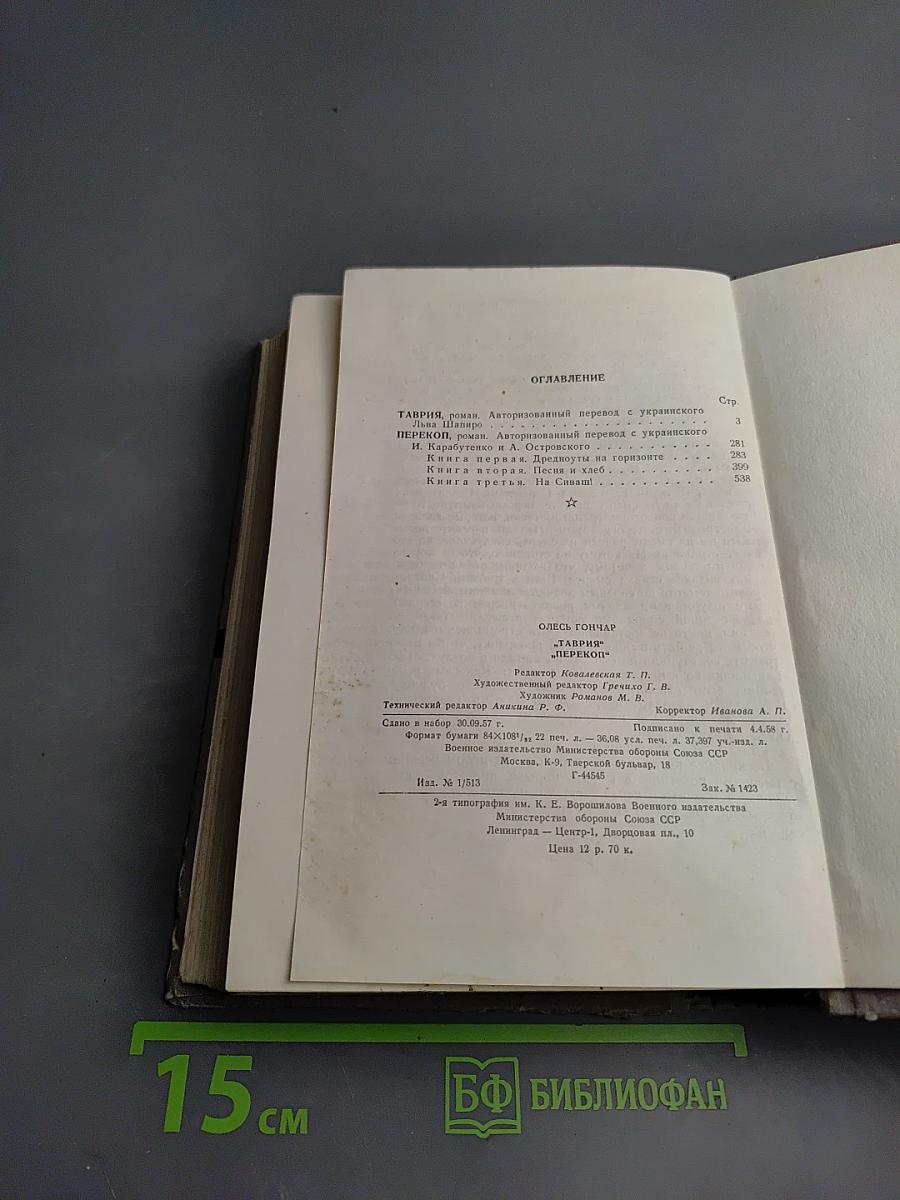 ОГЛАВЛЕНИЕ
Стр.
ТАВРИЯ, роман. Авторизованный перевод с украинского
Льва Шапиро . . . . . . . . . . . . . . . . . . . . 3
ПЕРЕКОП, роман. Авторизованный перевод с украинского
И. Карабутенко и А. Островского . . . . . . . . . . . 281
Книга первая. Дредноуты на горизонте . . . . 283
Книга вторая. Песня и хлеб . . . . . . . . . . 399
Книга третья. На Сиваш! . . . . . . . . . . . 538
☆
ОЛЕСЬ ГОНЧАР
„ТАВРИЯ“
„ПЕРЕКОП“
Редактор Ковалевская Т. П.
Художественный редактор Гречихо Г. В.
Художник Романов М. В.
Технический редактор Аникина Р. Ф. Корректор Иванова А. П.
Сдано в набор 30.09.57 г. Подписано к печати 4.4.58 г.
Формат бумаги 84×108¹/₃₂ 22 печ. л. — 36,08 усл. печ. л. 37,397 уч.-изд. л.
Военное издательство Министерства обороны Союза ССР
Москва, К-9, Тверской бульвар, 18
Г-44545
Изд. № 1/513 Зак. № 1423
2-я типография им. К. Е. Ворошилова Военного издательства
Министерства обороны Союза ССР
Ленинград — Центр-1, Дворцовая пл., 10
Цена 12 р. 70 к.
15 см
БФ БИБЛИОФАН